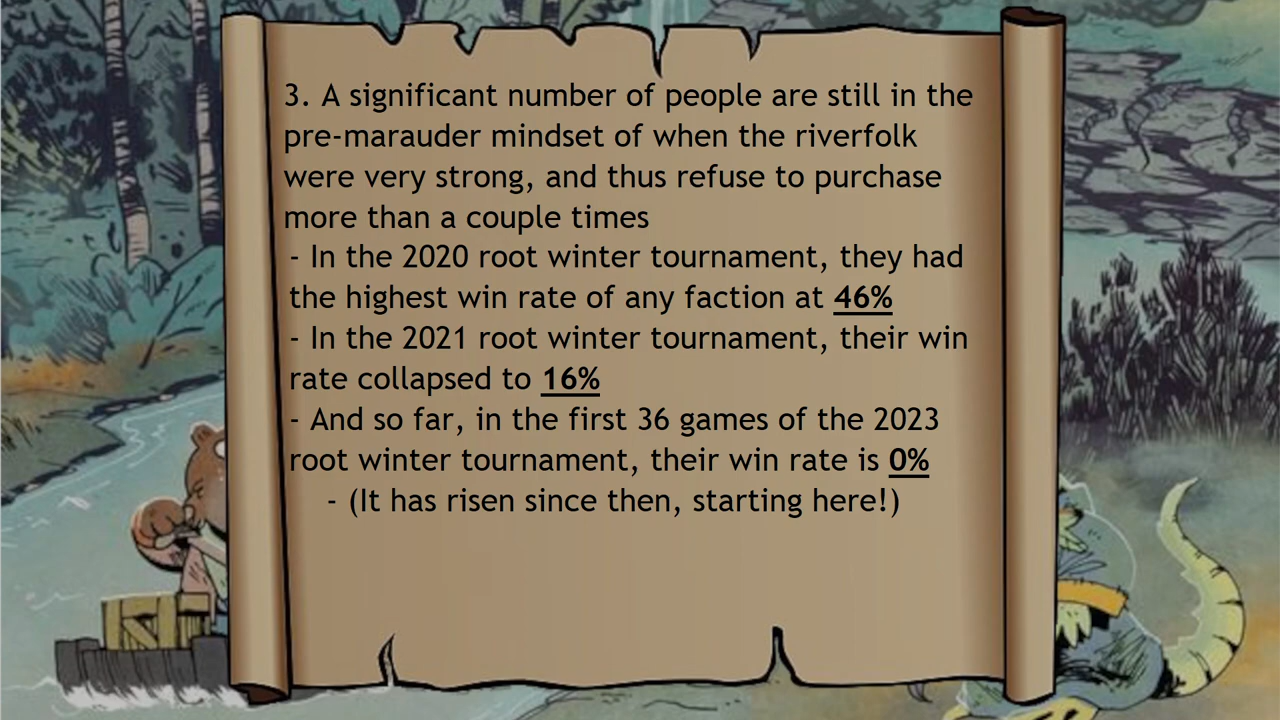 3. A significant number of people are still in the
pre-marauder mindset of when the riverfolk
were very strong, and thus refuse to purchase
more than a couple times
- In the 2020 root winter tournament, they had
the highest win rate of any faction at 46%
- In the 2021 root winter tournament, their win
rate collapsed to 16%
- And so far, in the first 36 games of the 2023
root winter tournament, their win rate is 0%
- (It has risen since then, starting here!)